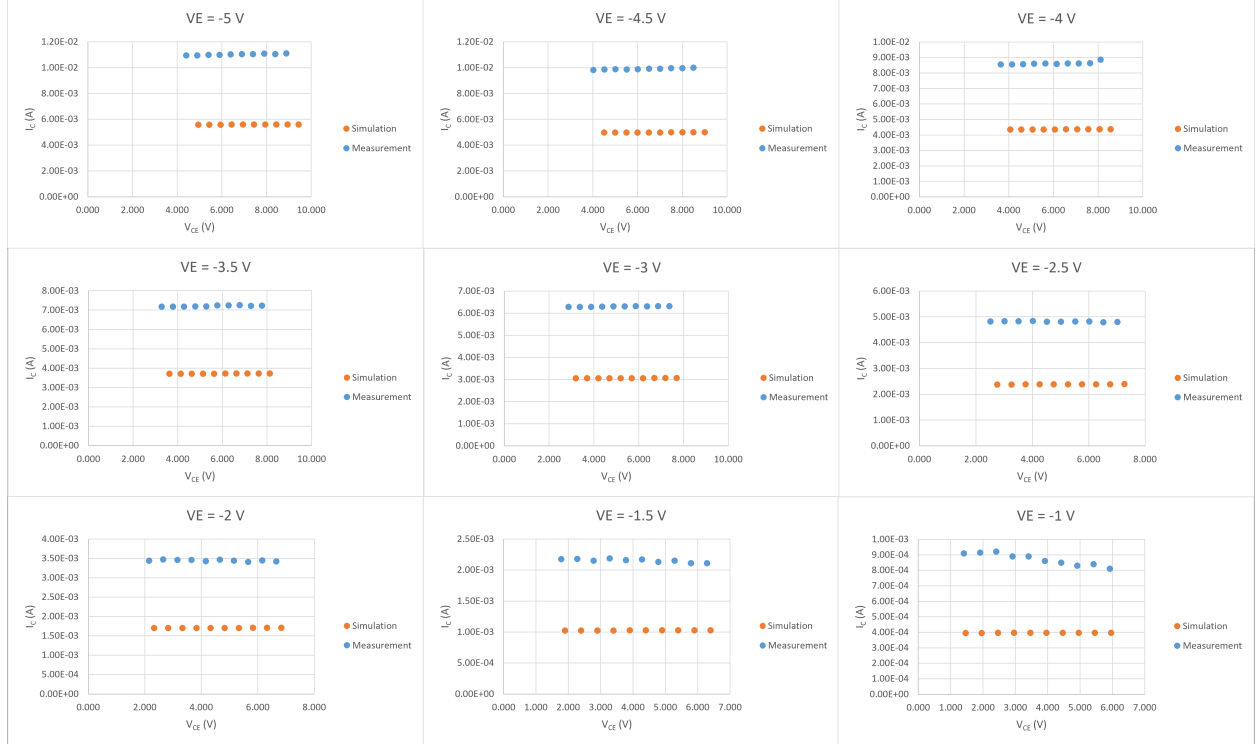 VE = -5 V
1.20E-02
1.00E-02
8.00E-03
6.00E-03
4.00E-03
2.00E-03
0.00E+00
I_C (A)
0.000 2.000 4.000 6.000 8.000 10.000
V_CE (V)
Simulation
Measurement
VE = -4.5 V
1.20E-02
1.00E-02
8.00E-03
6.00E-03
4.00E-03
2.00E-03
0.00E+00
I_C (A)
0.000 2.000 4.000 6.000 8.000 10.000
V_CE (V)
Simulation
Measurement
VE = -4 V
1.00E-02
9.00E-03
8.00E-03
7.00E-03
6.00E-03
5.00E-03
4.00E-03
3.00E-03
2.00E-03
1.00E-03
0.00E+00
I_C (A)
0.000 2.000 4.000 6.000 8.000 10.000
V_CE (V)
Simulation
Measurement
VE = -3.5 V
8.00E-03
7.00E-03
6.00E-03
5.00E-03
4.00E-03
3.00E-03
2.00E-03
1.00E-03
0.00E+00
I_C (A)
0.000 2.000 4.000 6.000 8.000 10.000
V_CE (V)
Simulation
Measurement
VE = -3 V
7.00E-03
6.00E-03
5.00E-03
4.00E-03
3.00E-03
2.00E-03
1.00E-03
0.00E+00
I_C (A)
0.000 2.000 4.000 6.000 8.000 10.000
V_CE (V)
Simulation
Measurement
VE = -2.5 V
6.00E-03
5.00E-03
4.00E-03
3.00E-03
2.00E-03
1.00E-03
0.00E+00
I_C (A)
0.000 2.000 4.000 6.000 8.000
V_CE (V)
Simulation
Measurement
VE = -2 V
4.00E-03
3.50E-03
3.00E-03
2.50E-03
2.00E-03
1.50E-03
1.00E-03
5.00E-04
0.00E+00
I_C (A)
0.000 2.000 4.000 6.000 8.000
V_CE (V)
Simulation
Measurement
VE = -1.5 V
2.50E-03
2.00E-03
1.50E-03
1.00E-03
5.00E-04
0.00E+00
I_C (A)
0.000 1.000 2.000 3.000 4.000 5.000 6.000 7.000
V_CE (V)
Simulation
Measurement
VE = -1 V
1.00E-03
9.00E-04
8.00E-04
7.00E-04
6.00E-04
5.00E-04
4.00E-04
3.00E-04
2.00E-04
1.00E-04
0.00E+00
I_C (A)
0.000 1.000 2.000 3.000 4.000 5.000 6.000 7.000
V_CE (V)
Simulation
Measurement